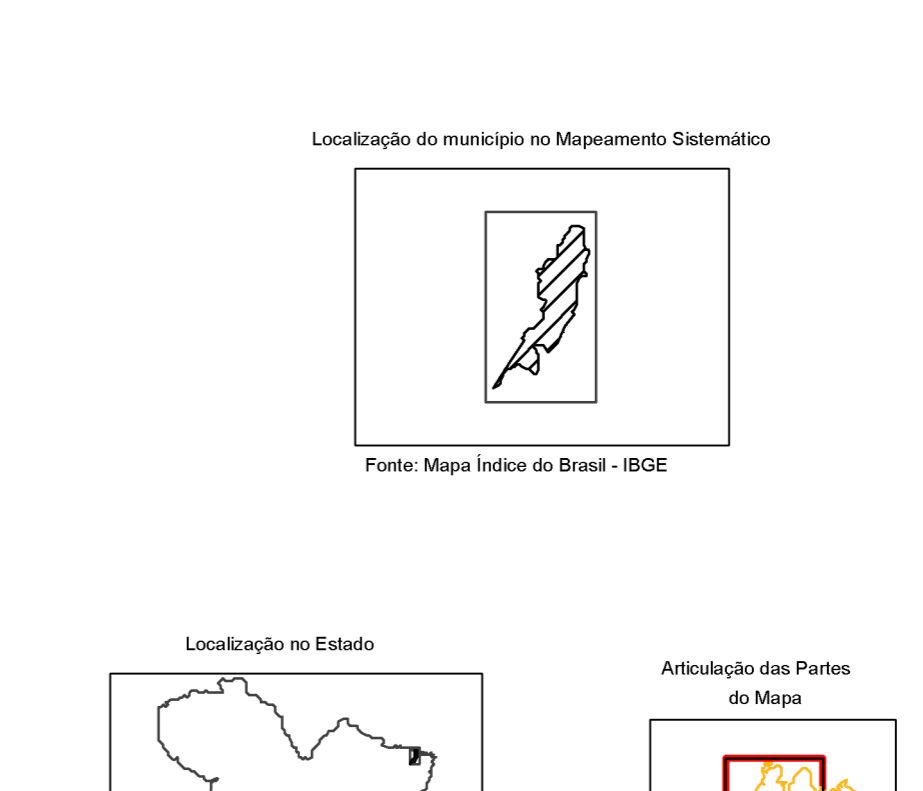 Localização do município no Mapeamento Sistemático
Fonte: Mapa Índice do Brasil - IBGE
Localização no Estado
Articulação das Partes
do Mapa